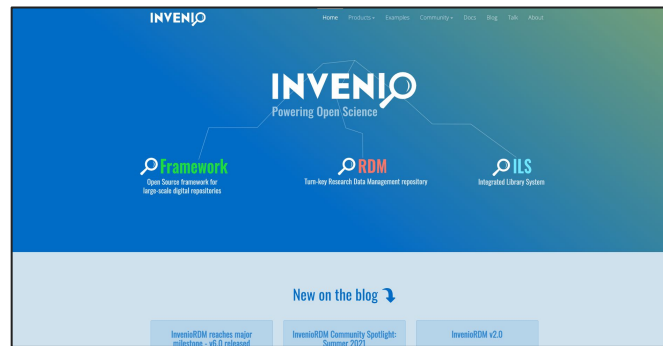 INVENIO
Home Products Examples Community Docs Blog Talk About
INVENIO
Powering Open Science
Framework
Open Source framework for
large-scale digital repositories
RDM
Turn-key Research Data Management repository
ILS
Integrated Library System
New on the blog
InvenioRDM reaches major
milestone - v6.0 released
InvenioRDM Community Spotlight:
Summer 2021
InvenioRDM v2.0